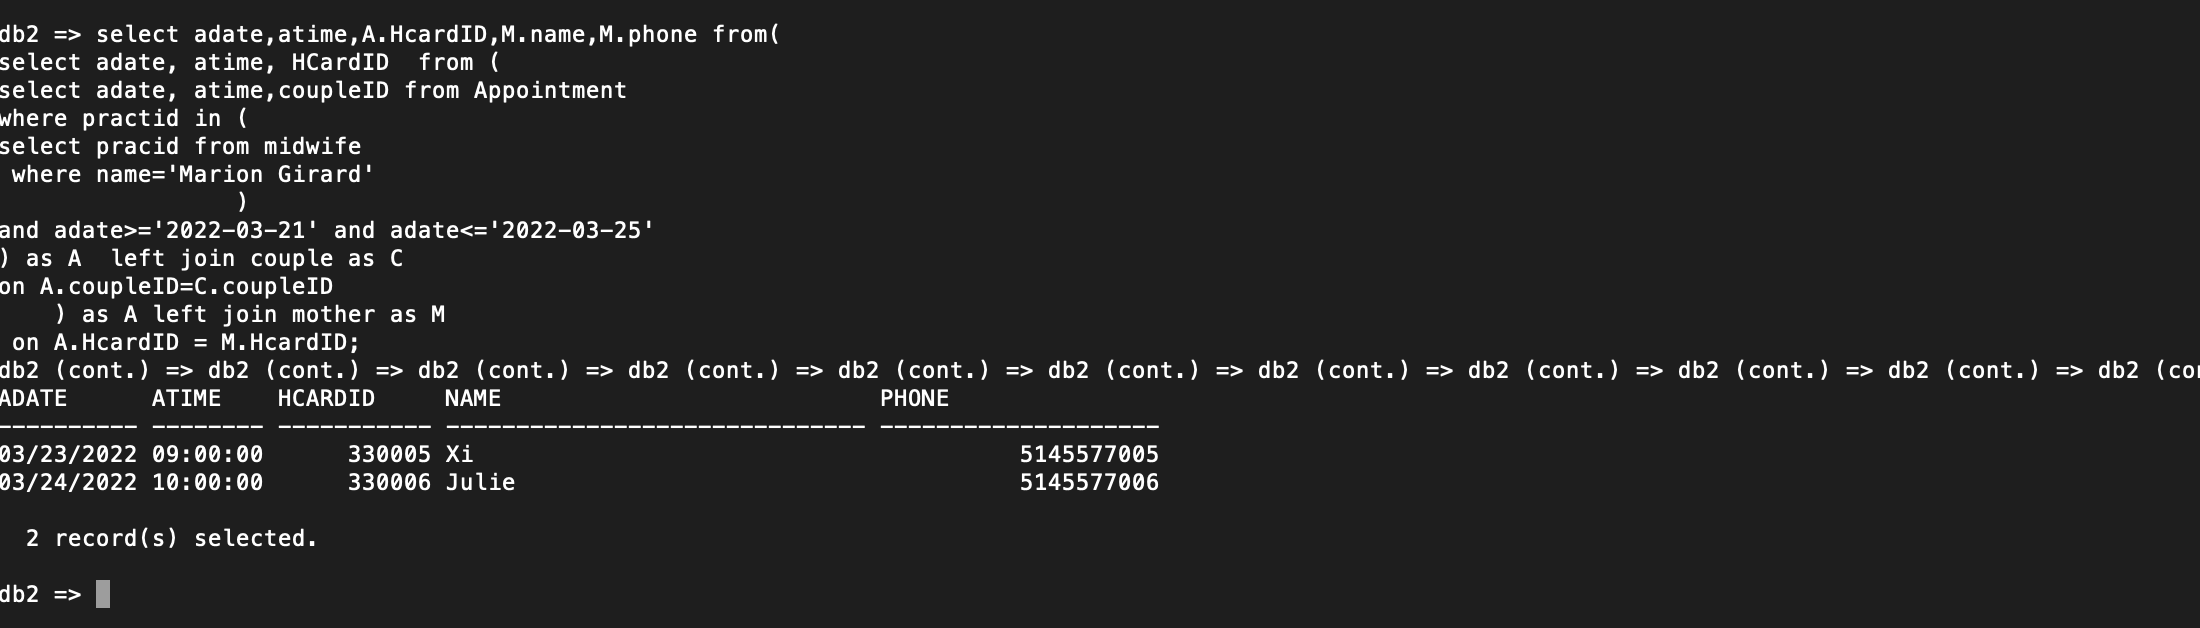 db2 => select adate,atime,A.HcardID,M.name,M.phone from(
select adate, atime, HCardID  from (
select adate, atime,coupleID from Appointment
where practid in (
select pracid from midwife
 where name='Marion Girard'
                 )
and adate>='2022-03-21' and adate<='2022-03-25'
) as A  left join couple as C
on A.coupleID=C.coupleID
    ) as A left join mother as M
 on A.HcardID = M.HcardID;
db2 (cont.) => db2 (cont.) => db2 (cont.) => db2 (cont.) => db2 (cont.) => db2 (cont.) => db2 (cont.) => db2 (cont.) => db2 (cont.) => db2 (cont.) => db2 (con
ADATE      ATIME    HCARDID     NAME                           PHONE
---------- -------- ----------- ------------------------------ --------------------
03/23/2022 09:00:00      330005 Xi                                       5145577005
03/24/2022 10:00:00      330006 Julie                                    5145577006
  2 record(s) selected.
db2 =>